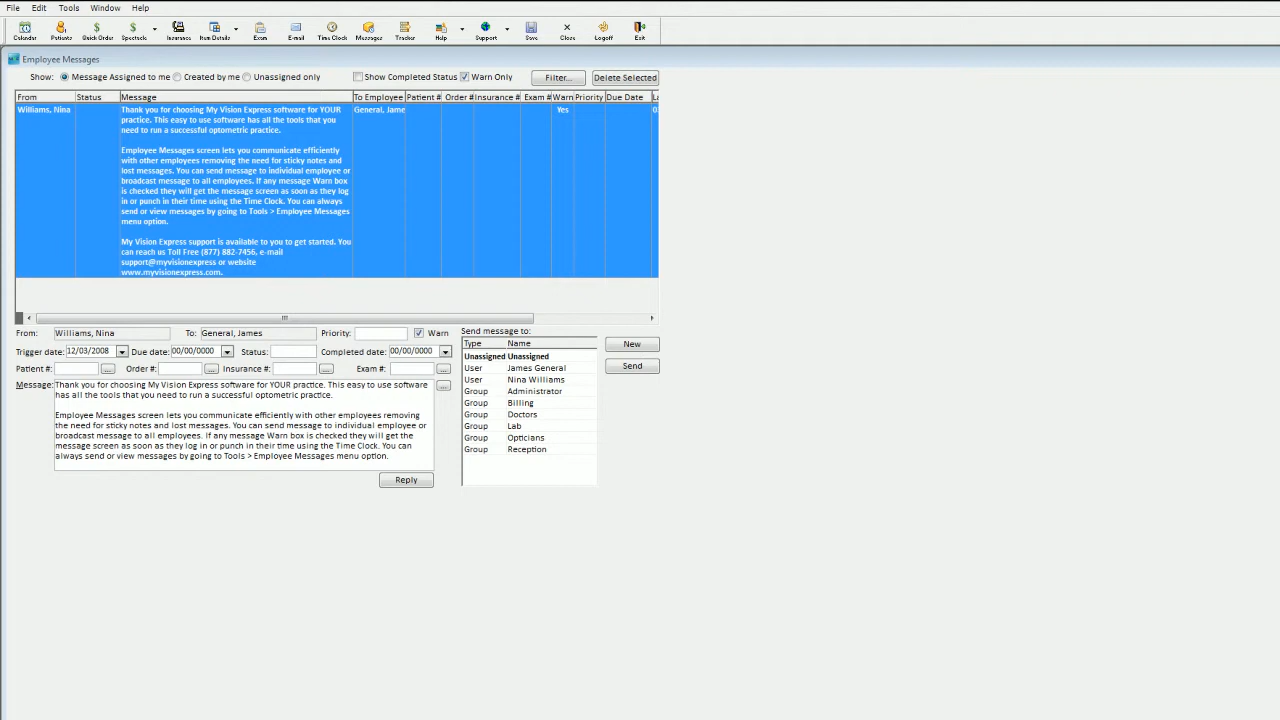 File Edit Tools Window Help
Calendar Patients Quick Order Spectacle Insurance Item Details Exam E-mail Time Clock Messages Tracker Help Support Save Close Logoff Exit
Employee Messages
Show: Message Assigned to me Created by me Unassigned only Show Completed Status Warn Only Filter... Delete Selected
From Status Message To Employee Patient # Order # Insurance # Exam # Warn Priority Due Date La
Williams, Nina Thank you for choosing My Vision Express software for YOUR General, Jame Yes 0
practice. This easy to use software has all the tools that you
need to run a successful optometric practice.
Employee Messages screen lets you communicate efficiently
with other employees removing the need for sticky notes and
lost messages. You can send message to individual employee or
broadcast message to all employees. If any message Warn box
is checked they will get the message screen as soon as they log
in or punch in their time using the Time Clock. You can always
send or view messages by going to Tools > Employee Messages
menu option.
My Vision Express support is available to you to get started. You
can reach us Toll Free (877) 882-7456, e-mail
support@myvisionexpress or website
www.myvisionexpress.com.
From: Williams, Nina To: General, James Priority: Warn
Trigger date: 12/03/2008 Due date: 00/00/0000 Status: Completed date: 00/00/0000
Patient #: ... Order #: ... Insurance #: ... Exam #: ...
Message: Thank you for choosing My Vision Express software for YOUR practice. This easy to use software ...
has all the tools that you need to run a successful optometric practice.
Employee Messages screen lets you communicate efficiently with other employees removing
the need for sticky notes and lost messages. You can send message to individual employee or
broadcast message to all employees. If any message Warn box is checked they will get the
message screen as soon as they log in or punch in their time using the Time Clock. You can
always send or view messages by going to Tools > Employee Messages menu option.
Reply
Send message to:
Type Name
Unassigned Unassigned
User James General
User Nina Williams
Group Administrator
Group Billing
Group Doctors
Group Lab
Group Opticians
Group Reception
New
Send